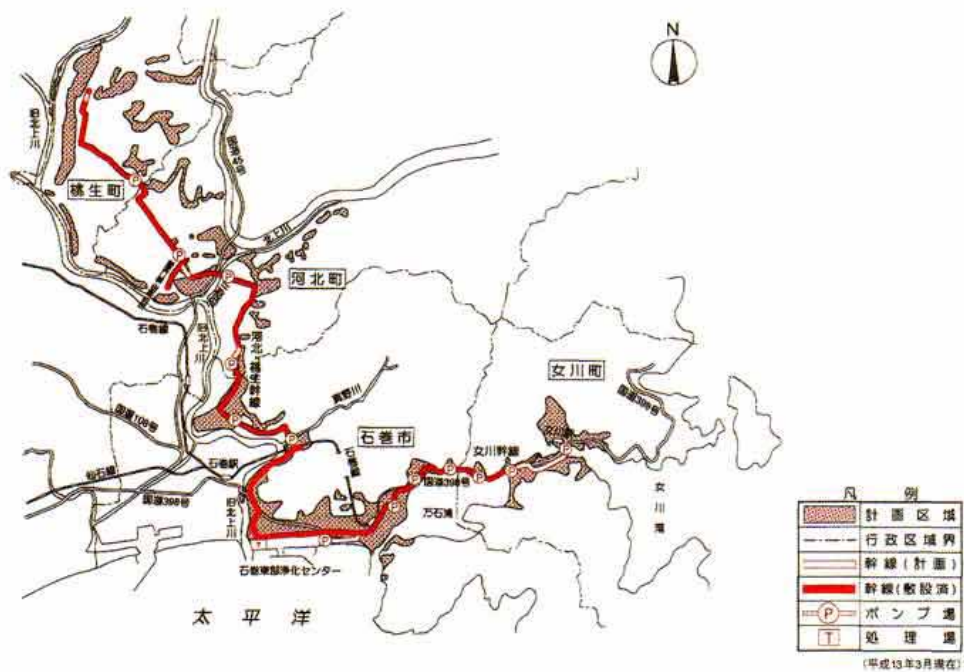 N
旧北上川
国道45号
桃生町
北上川
河北町
石巻線
旧北上川
河北・桃生幹線
真野川
女川町
国道398号
国道108号
石巻市
石巻駅
石巻線
女川幹線
仙石線
国道398号
国道398号
万石浦
女川湾
旧北上川
石巻東部浄化センター
太平洋
P
T
凡例
計画区域
行政区域界
幹線(計画)
幹線(敷設済)
P ポンプ場
T 処理場
(平成13年3月現在)